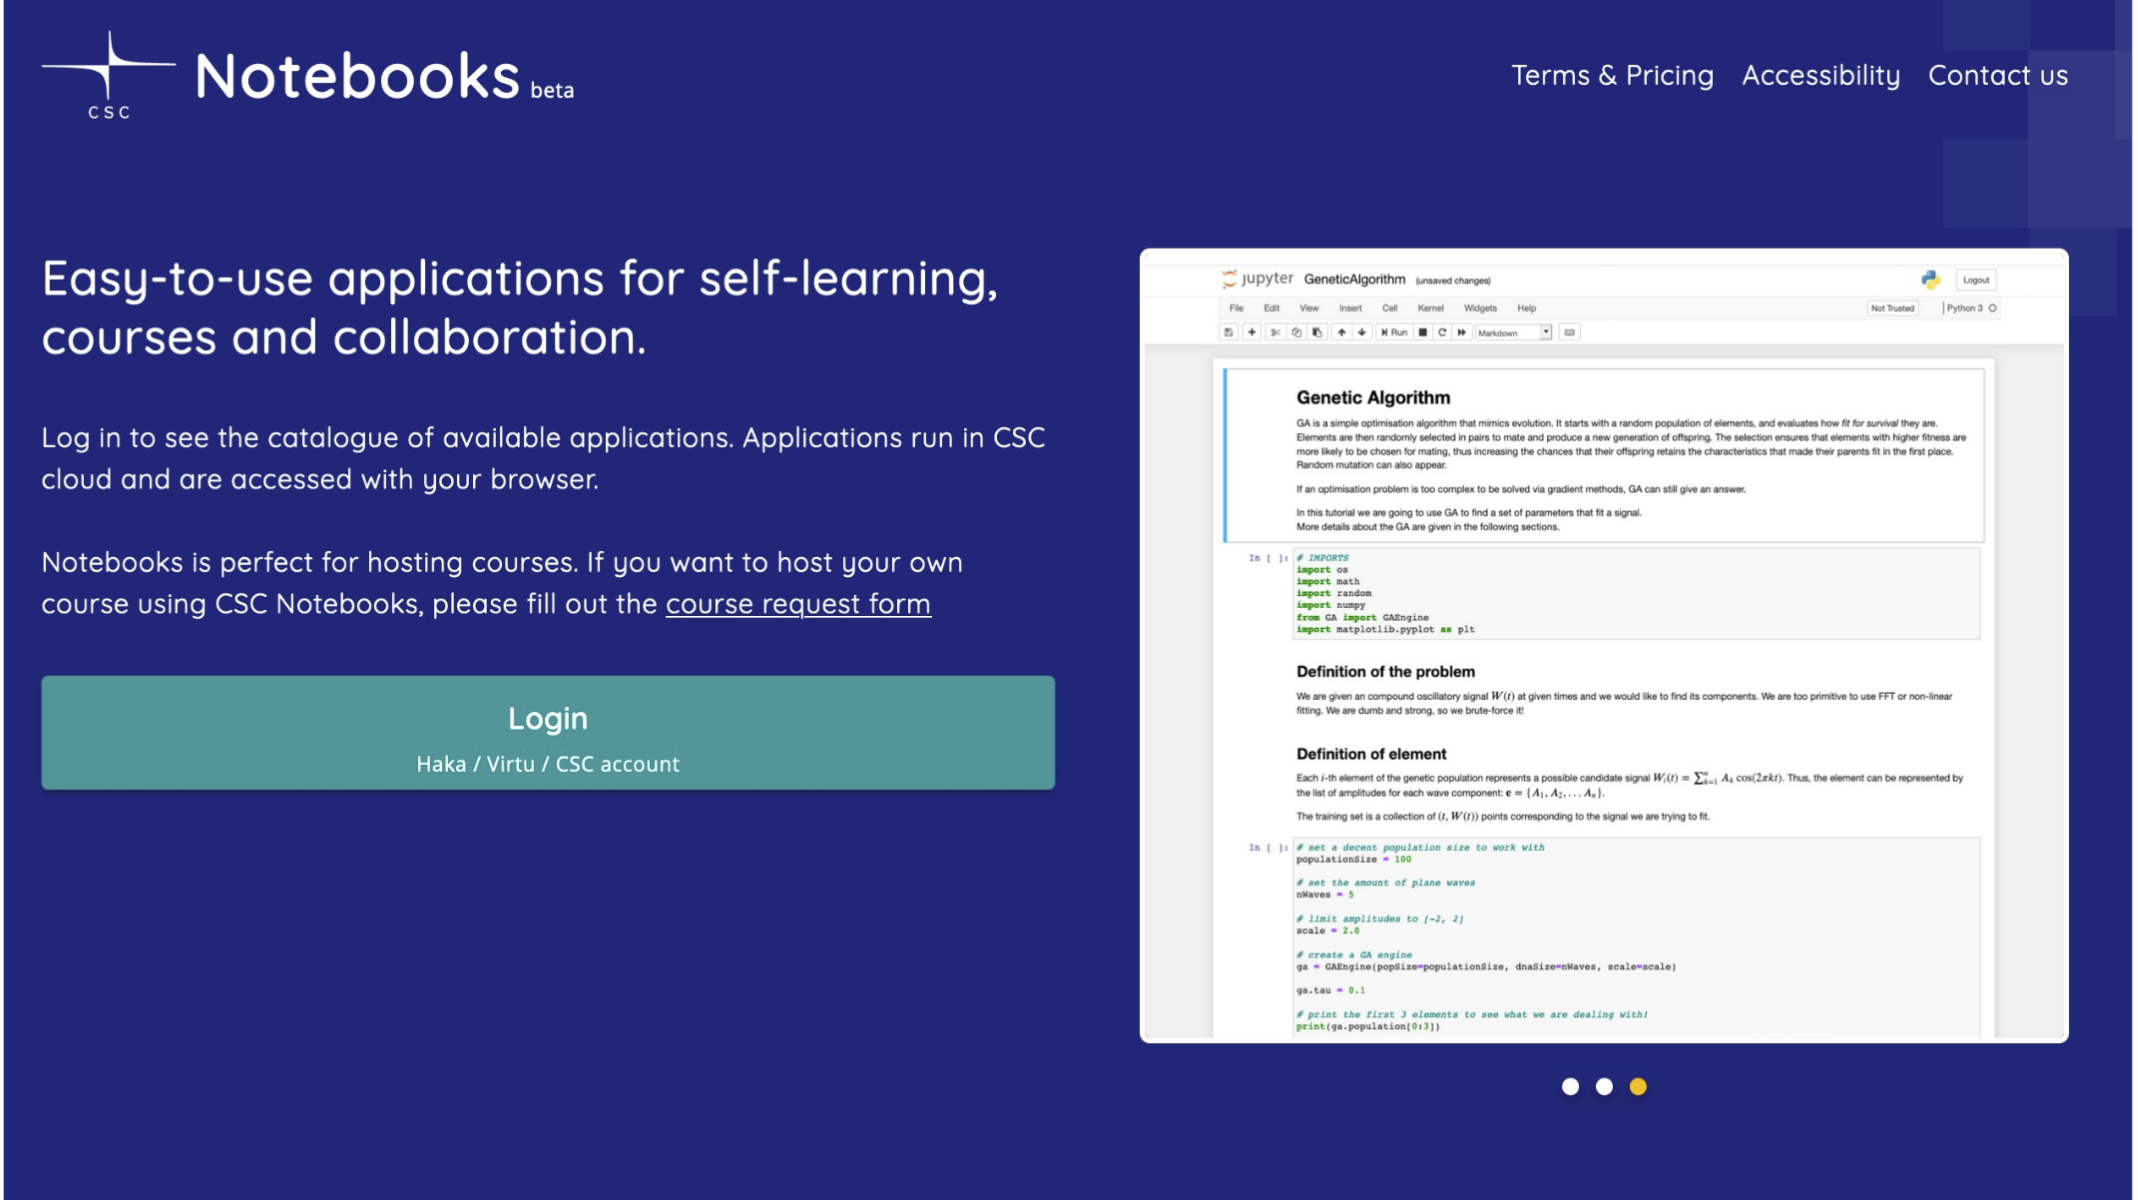 CSC
Notebooks beta
Terms & Pricing Accessibility Contact us
Easy-to-use applications for self-learning,
courses and collaboration.
Log in to see the catalogue of available applications. Applications run in CSC
cloud and are accessed with your browser.
Notebooks is perfect for hosting courses. If you want to host your own
course using CSC Notebooks, please fill out the course request form
Login
Haka / Virtu / CSC account
jupyter GeneticAlgorithm (unsaved changes) Logout
File Edit View Insert Cell Kernel Widgets Help Not Trusted | Python 3
Run Markdown
Genetic Algorithm
GA is a simple optimisation algorithm that mimics evolution. It starts with a random population of elements, and evaluates how fit for survival they are.
Elements are then randomly selected in pairs to mate and produce a new generation of offspring. The selection ensures that elements with higher fitness are
more likely to be chosen for mating, thus increasing the chances that their offspring retains the characteristics that made their parents fit in the first place.
Random mutation can also appear.
If an optimisation problem is too complex to be solved via gradient methods, GA can still give an answer.
In this tutorial we are going to use GA to find a set of parameters that fit a signal.
More details about the GA are given in the following sections.
In [ ]: # IMPORTS
import os
import math
import random
import numpy
from GA import GAEngine
import matplotlib.pyplot as plt
Definition of the problem
We are given an compound oscillatory signal W(t) at given times and we would like to find its components. We are too primitive to use FFT or non-linear
fitting. We are dumb and strong, so we brute-force it!
Definition of element
Each i-th element of the genetic population represents a possible candidate signal Wᵢ(t) = ∑ⁿₖ₌₁ Aₖ cos(2πkt). Thus, the element can be represented by
the list of amplitudes for each wave component: e = {A₁, A₂, . . . Aₙ}.
The training set is a collection of (t, W(t)) points corresponding to the signal we are trying to fit.
In [ ]: # set a decent population size to work with
populationSize = 100
# set the amount of plane waves
nWaves = 5
# limit amplitudes to [-2, 2]
scale = 2.0
# create a GA engine
ga = GAEngine(popSize=populationSize, dnaSize=nWaves, scale=scale)
ga.tau = 0.1
# print the first 3 elements to see what we are dealing with!
print(ga.population[0:3])